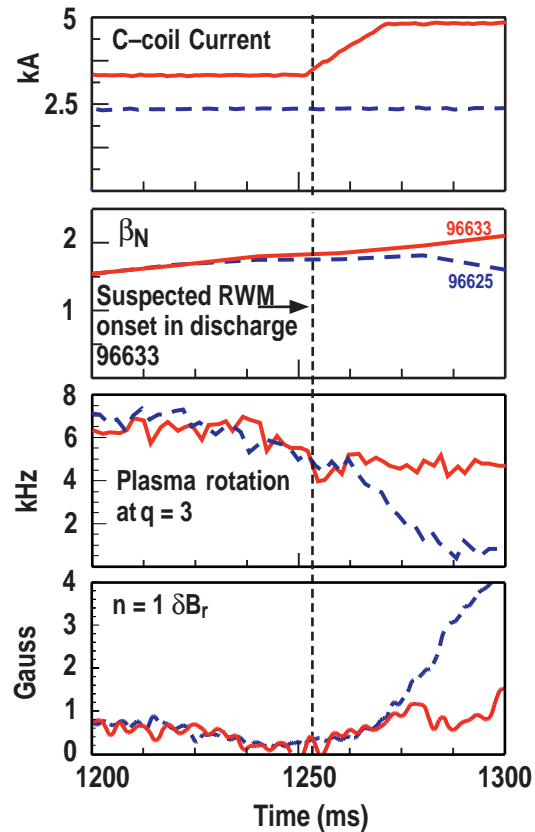 5
C–coil Current
kA
2.5
β_N
2
96633
96625
Suspected RWM
onset in discharge
96633
1
8
6
kHz
4
Plasma rotation
at q = 3
2
4
n = 1 δB_r
3
Gauss
2
1
0
1200
1250
1300
Time (ms)